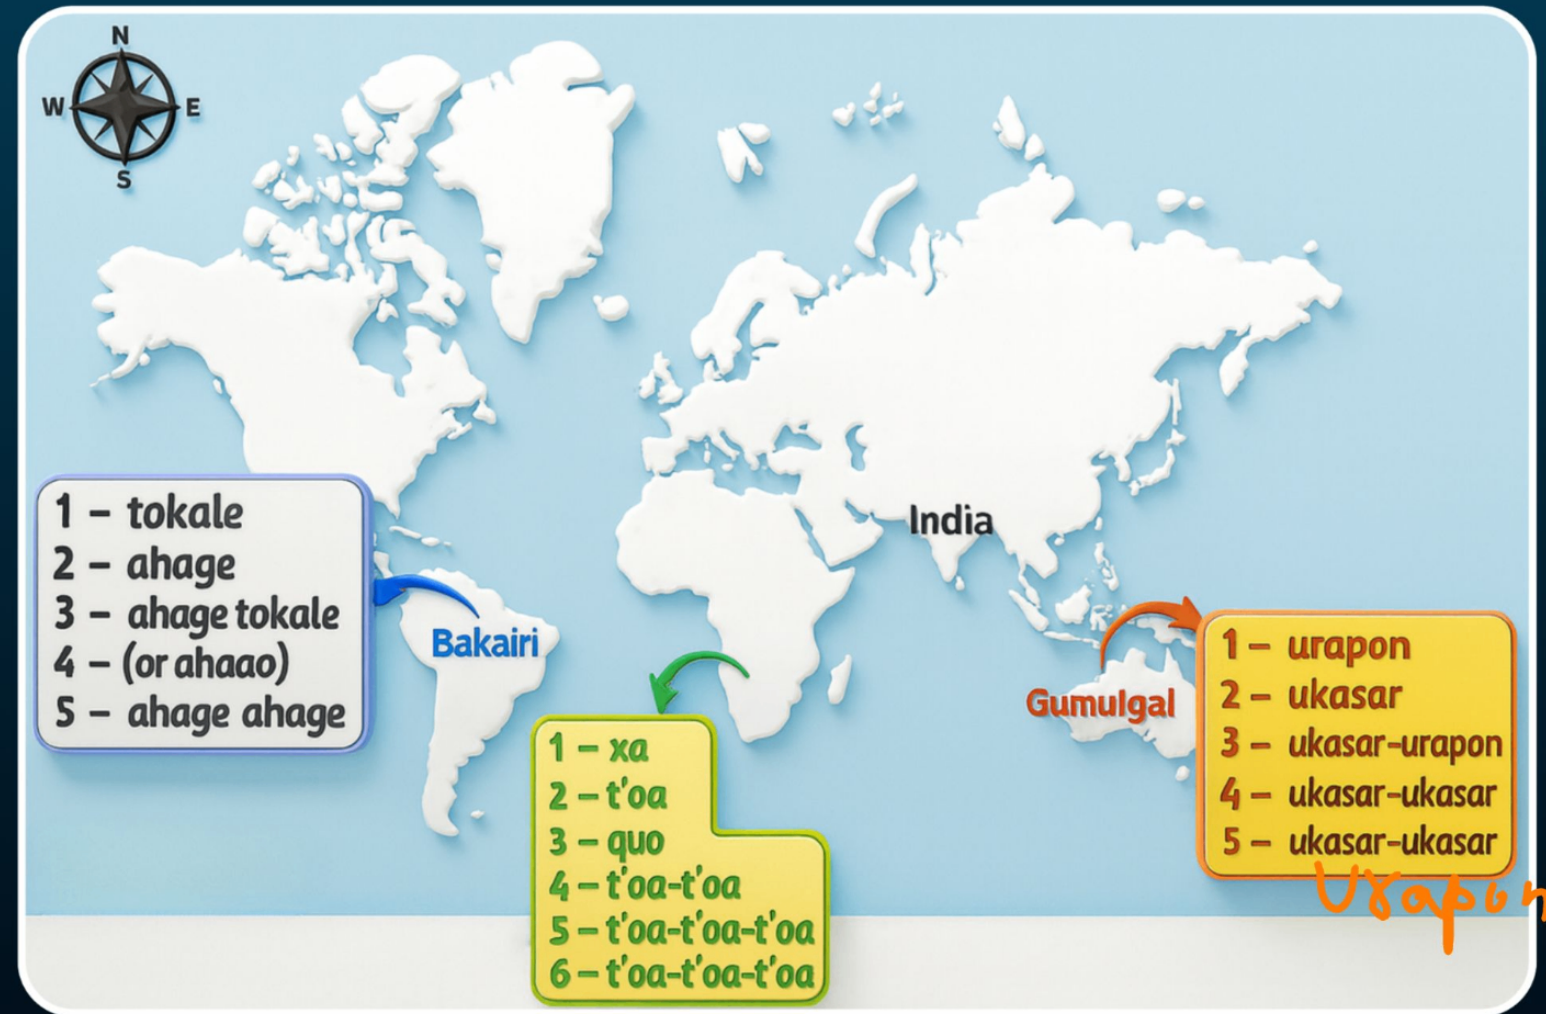 N
W E
S
India
1 – tokale
2 – ahage
3 – ahage tokale
4 – (or ahaao)
5 – ahage ahage
Bakairi
1 – xa
2 – t'oa
3 – quo
4 – t'oa-t'oa
5 – t'oa-t'oa-t'oa
6 – t'oa-t'oa-t'oa
Gumulgal
1 – urapon
2 – ukasar
3 – ukasar-urapon
4 – ukasar-ukasar
5 – ukasar-ukasar
Urapon